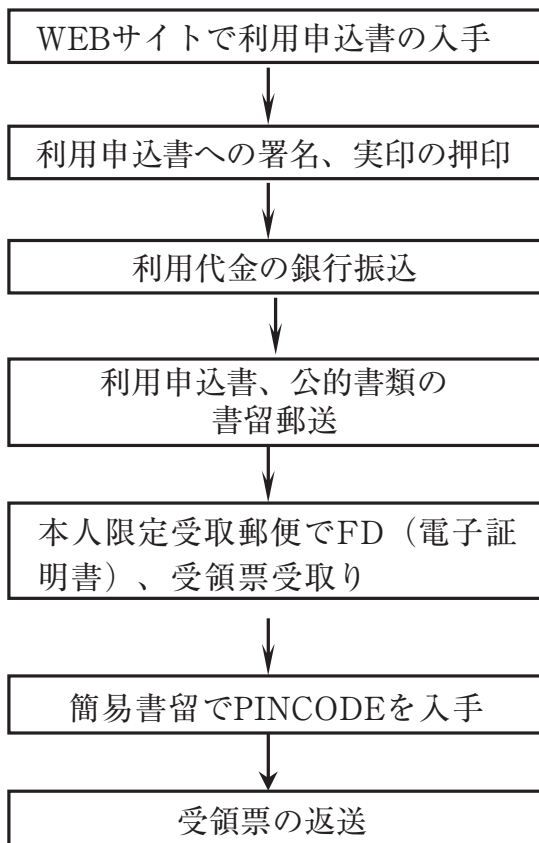 WEBサイトで利用申込書の入手
利用申込書への署名、実印の押印
利用代金の銀行振込
利用申込書、公的書類の
書留郵送
本人限定受取郵便でFD（電子証
明書）、受領票受取り
簡易書留でPINCODEを入手
受領票の返送